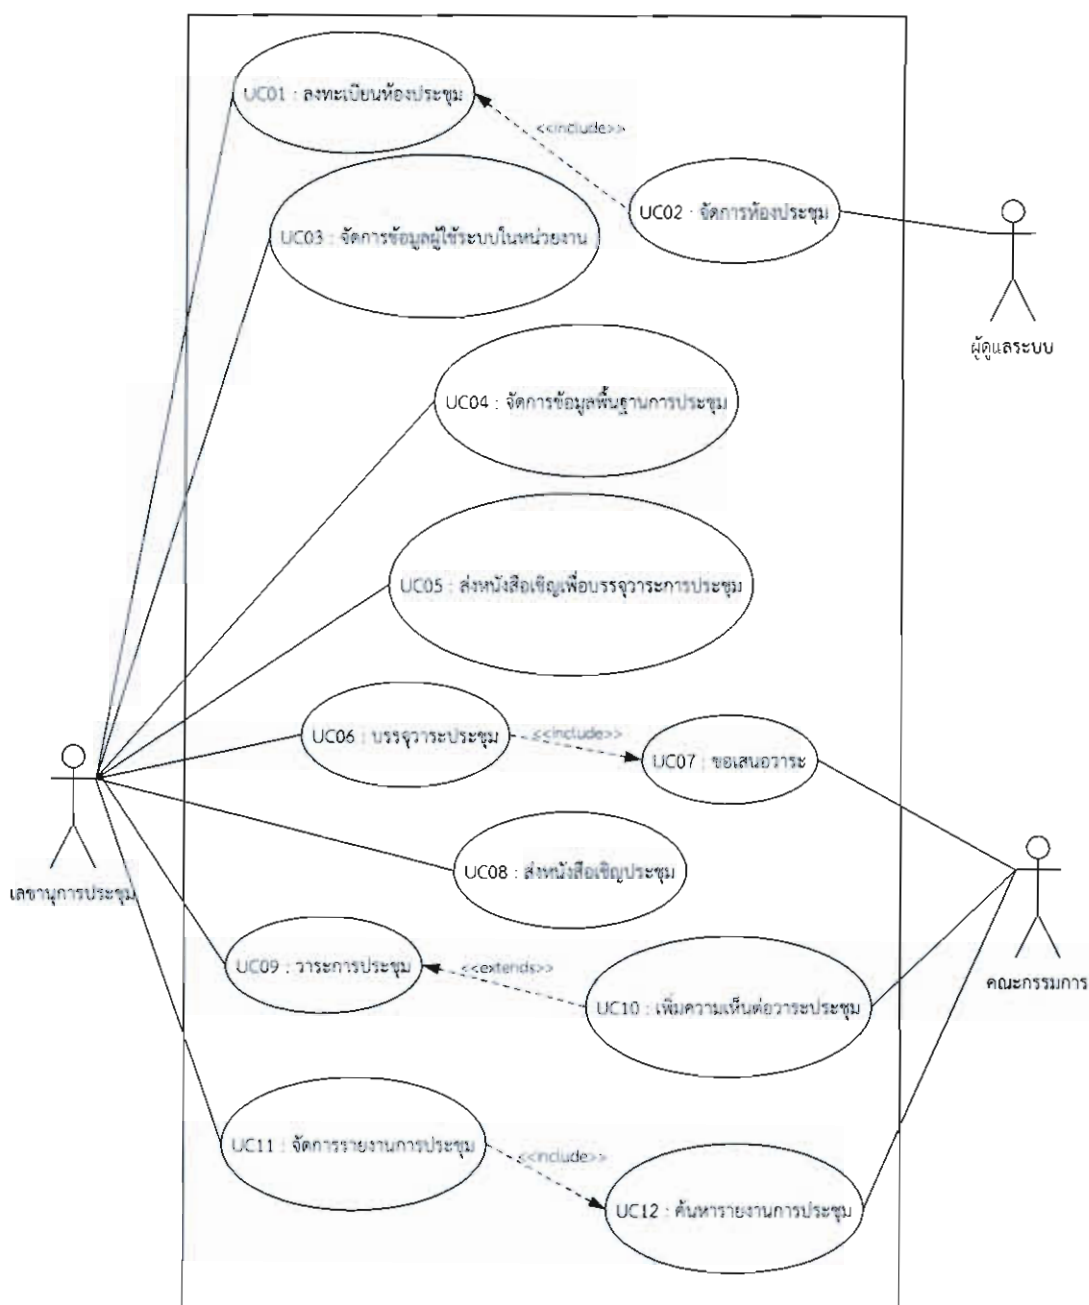 UC01 : ลงทะเบียนห้องประชุม
<<include>>
UC02 : จัดการห้องประชุม
UC03 : จัดการข้อมูลผู้ใช้ระบบในหน่วยงาน
ผู้ดูแลระบบ
UC04 : จัดการข้อมูลพื้นฐานการประชุม
UC05 : ส่งหนังสือเชิญเพื่อบรรจุวาระการประชุม
UC06 : บรรจุวาระประชุม
<<include>>
UC07 : ขอเสนอวาระ
UC08 : ส่งหนังสือเชิญประชุม
เลขานุการประชุม
UC09 : วาระการประชุม
<<extends>>
คณะกรรมการ
UC10 : เพิ่มความเห็นต่อวาระประชุม
UC11 : จัดการรายงานการประชุม
<<include>>
UC12 : ค้นหารายงานการประชุม